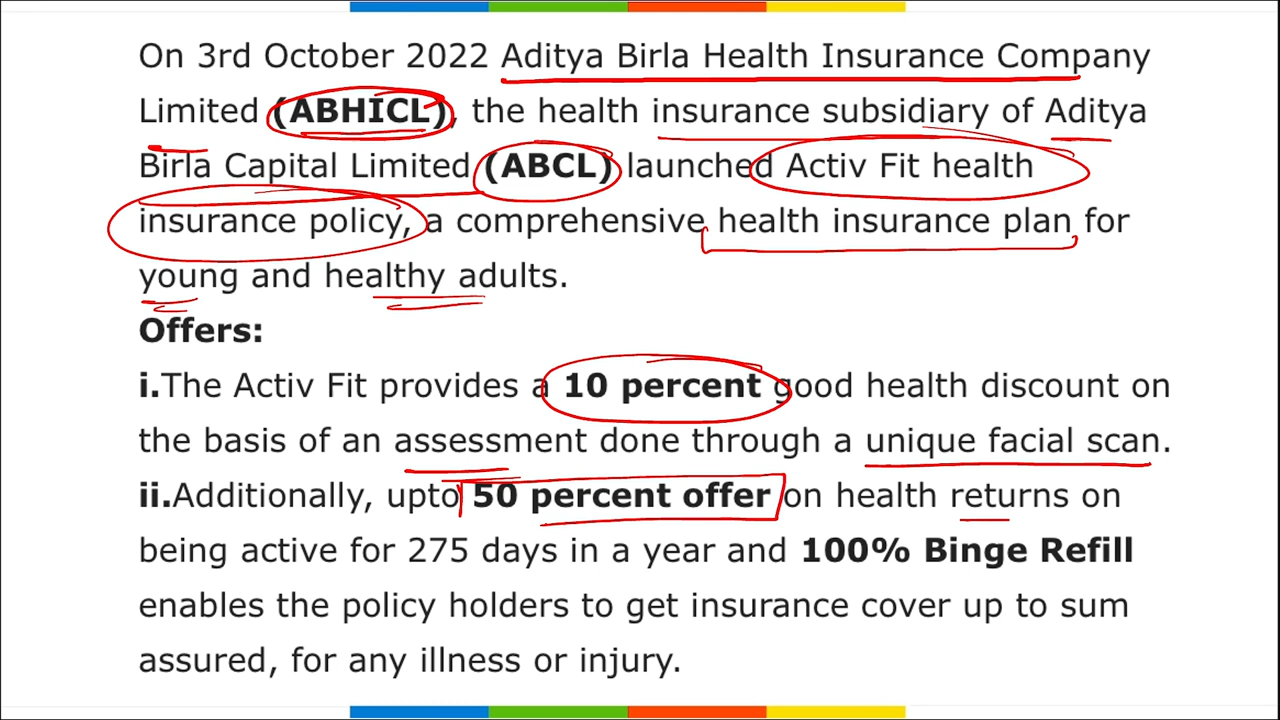 On 3rd October 2022 Aditya Birla Health Insurance Company
Limited (ABHICL), the health insurance subsidiary of Aditya
Birla Capital Limited (ABCL) launched Activ Fit health
insurance policy, a comprehensive health insurance plan for
young and healthy adults.
Offers:
i.The Activ Fit provides a 10 percent good health discount on
the basis of an assessment done through a unique facial scan.
ii.Additionally, upto 50 percent offer on health returns on
being active for 275 days in a year and 100% Binge Refill
enables the policy holders to get insurance cover up to sum
assured, for any illness or injury.